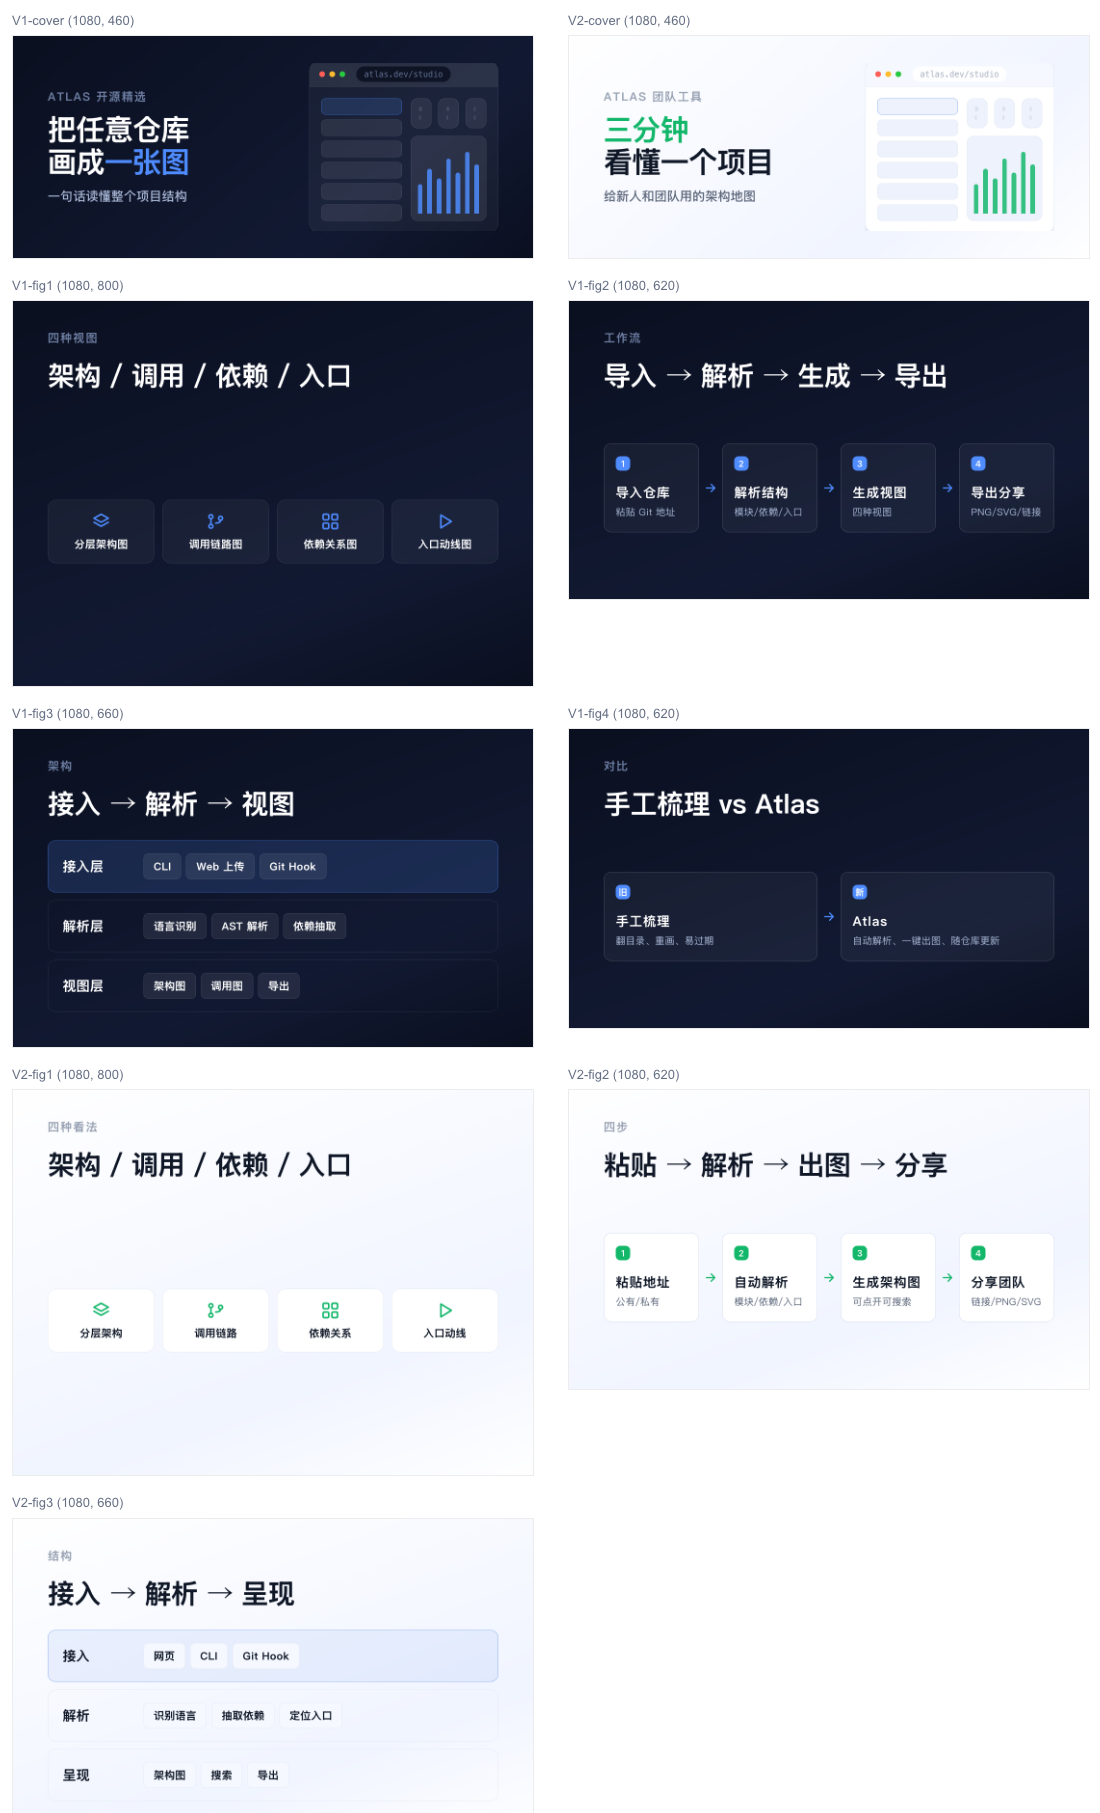 V1-cover (1080, 460)
ATLAS 开源精选
把任意仓库
画成一张图
一句话读懂整个项目结构
atlas.dev/studio
V2-cover (1080, 460)
ATLAS 团队工具
三分钟
看懂一个项目
给新人和团队用的架构地图
atlas.dev/studio
V1-fig1 (1080, 800)
四种视图
架构 / 调用 / 依赖 / 入口
分层架构图
调用链路图
依赖关系图
入口动线图
V1-fig2 (1080, 620)
工作流
导入 → 解析 → 生成 → 导出
1
导入仓库
粘贴 Git 地址
→
2
解析结构
模块/依赖/入口
→
3
生成视图
四种视图
→
4
导出分享
PNG/SVG/链接
V1-fig3 (1080, 660)
架构
接入 → 解析 → 视图
接入层 CLI Web 上传 Git Hook
解析层 语言识别 AST 解析 依赖抽取
视图层 架构图 调用图 导出
V1-fig4 (1080, 620)
对比
手工梳理 vs Atlas
旧
手工梳理
翻目录、重画、易过期
→
新
Atlas
自动解析、一键出图、随仓库更新
V2-fig1 (1080, 800)
四种看法
架构 / 调用 / 依赖 / 入口
分层架构
调用链路
依赖关系
入口动线
V2-fig2 (1080, 620)
四步
粘贴 → 解析 → 出图 → 分享
1
粘贴地址
公有/私有
→
2
自动解析
模块/依赖/入口
→
3
生成架构图
可点开可搜索
→
4
分享团队
链接/PNG/SVG
V2-fig3 (1080, 660)
结构
接入 → 解析 → 呈现
接入 网页 CLI Git Hook
解析 识别语言 抽取依赖 定位入口
呈现 架构图 搜索 导出